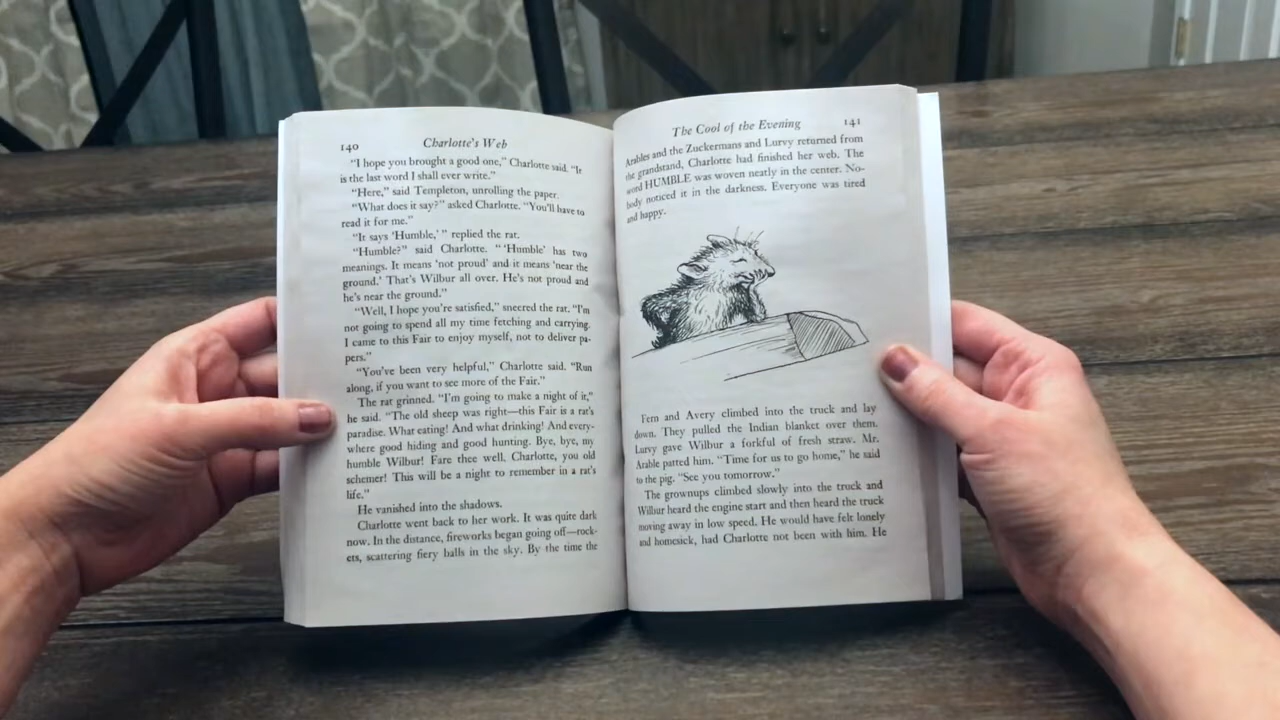 140
Charlotte's Web
"I hope you brought a good one," Charlotte said. "It
is the last word I shall ever write."
"Here," said Templeton, unrolling the paper.
"What does it say?" asked Charlotte. "You'll have to
read it for me."
"It says 'Humble,' " replied the rat.
"Humble?" said Charlotte. " 'Humble' has two
meanings. It means 'not proud' and it means 'near the
ground.' That's Wilbur all over. He's not proud and
he's near the ground."
"Well, I hope you're satisfied," sneered the rat. "I'm
not going to spend all my time fetching and carrying.
I came to this Fair to enjoy myself, not to deliver pa-
pers."
"You've been very helpful," Charlotte said. "Run
along, if you want to see more of the Fair."
The rat grinned. "I'm going to make a night of it,"
he said. "The old sheep was right—this Fair is a rat's
paradise. What eating! And what drinking! And every-
where good hiding and good hunting. Bye, bye, my
humble Wilbur! Fare thee well, Charlotte, you old
schemer! This will be a night to remember in a rat's
life."
He vanished into the shadows.
Charlotte went back to her work. It was quite dark
now. In the distance, fireworks began going off—rock-
ets, scattering fiery balls in the sky. By the time the
The Cool of the Evening
141
Arables and the Zuckermans and Lurvy returned from
the grandstand, Charlotte had finished her web. The
word HUMBLE was woven neatly in the center. No-
body noticed it in the darkness. Everyone was tired
and happy.
Fern and Avery climbed into the truck and lay
down. They pulled the Indian blanket over them.
Lurvy gave Wilbur a forkful of fresh straw. Mr.
Arable patted him. "Time for us to go home," he said
to the pig. "See you tomorrow."
The grownups climbed slowly into the truck and
Wilbur heard the engine start and then heard the truck
moving away in low speed. He would have felt lonely
and homesick, had Charlotte not been with him. He